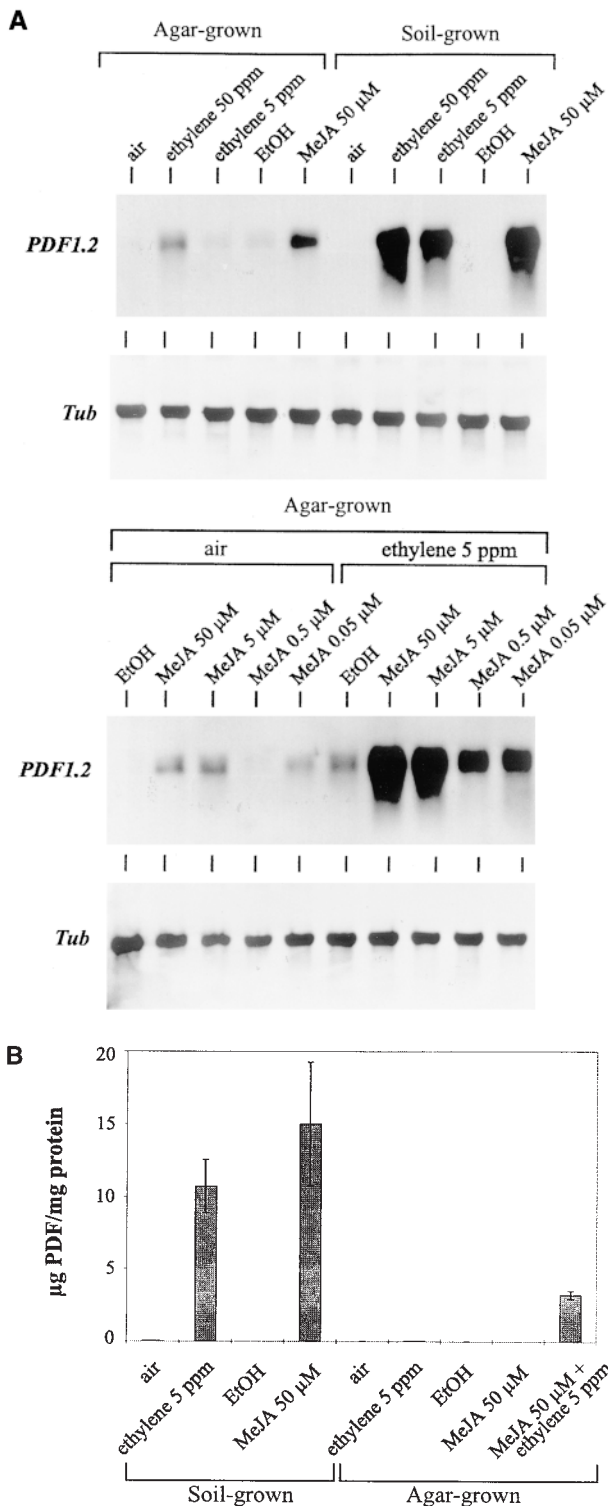 A
Agar-grown Soil-grown
air ethylene 50 ppm ethylene 5 ppm EtOH MeJA 50 µM air ethylene 50 ppm ethylene 5 ppm EtOH MeJA 50 µM
PDF1.2
Tub
Agar-grown
air ethylene 5 ppm
EtOH MeJA 50 µM MeJA 5 µM MeJA 0.5 µM MeJA 0.05 µM EtOH MeJA 50 µM MeJA 5 µM MeJA 0.5 µM MeJA 0.05 µM
PDF1.2
Tub
B
µg PDF/mg protein
20
15
10
5
0
air ethylene 5 ppm EtOH MeJA 50 µM air ethylene 5 ppm EtOH MeJA 50 µM MeJA 50 µM +
ethylene 5 ppm
Soil-grown Agar-grown